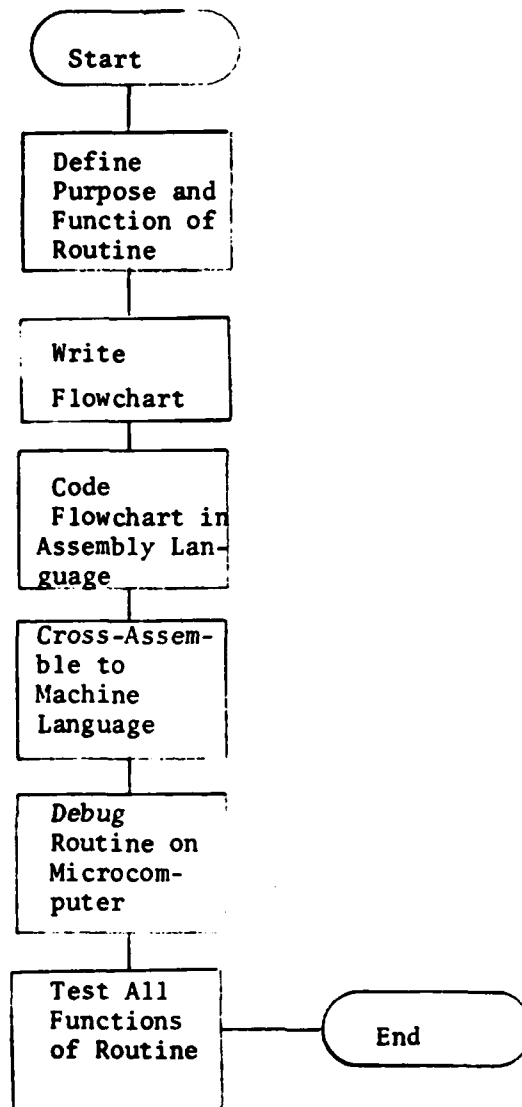 Start
Define
Purpose and
Function of
Routine
Write
Flowchart
Code
Flowchart in
Assembly Lan-
guage
Cross-Assem-
ble to
Machine
Language
Debug
Routine on
Microcom-
puter
Test All
Functions
of Routine
End